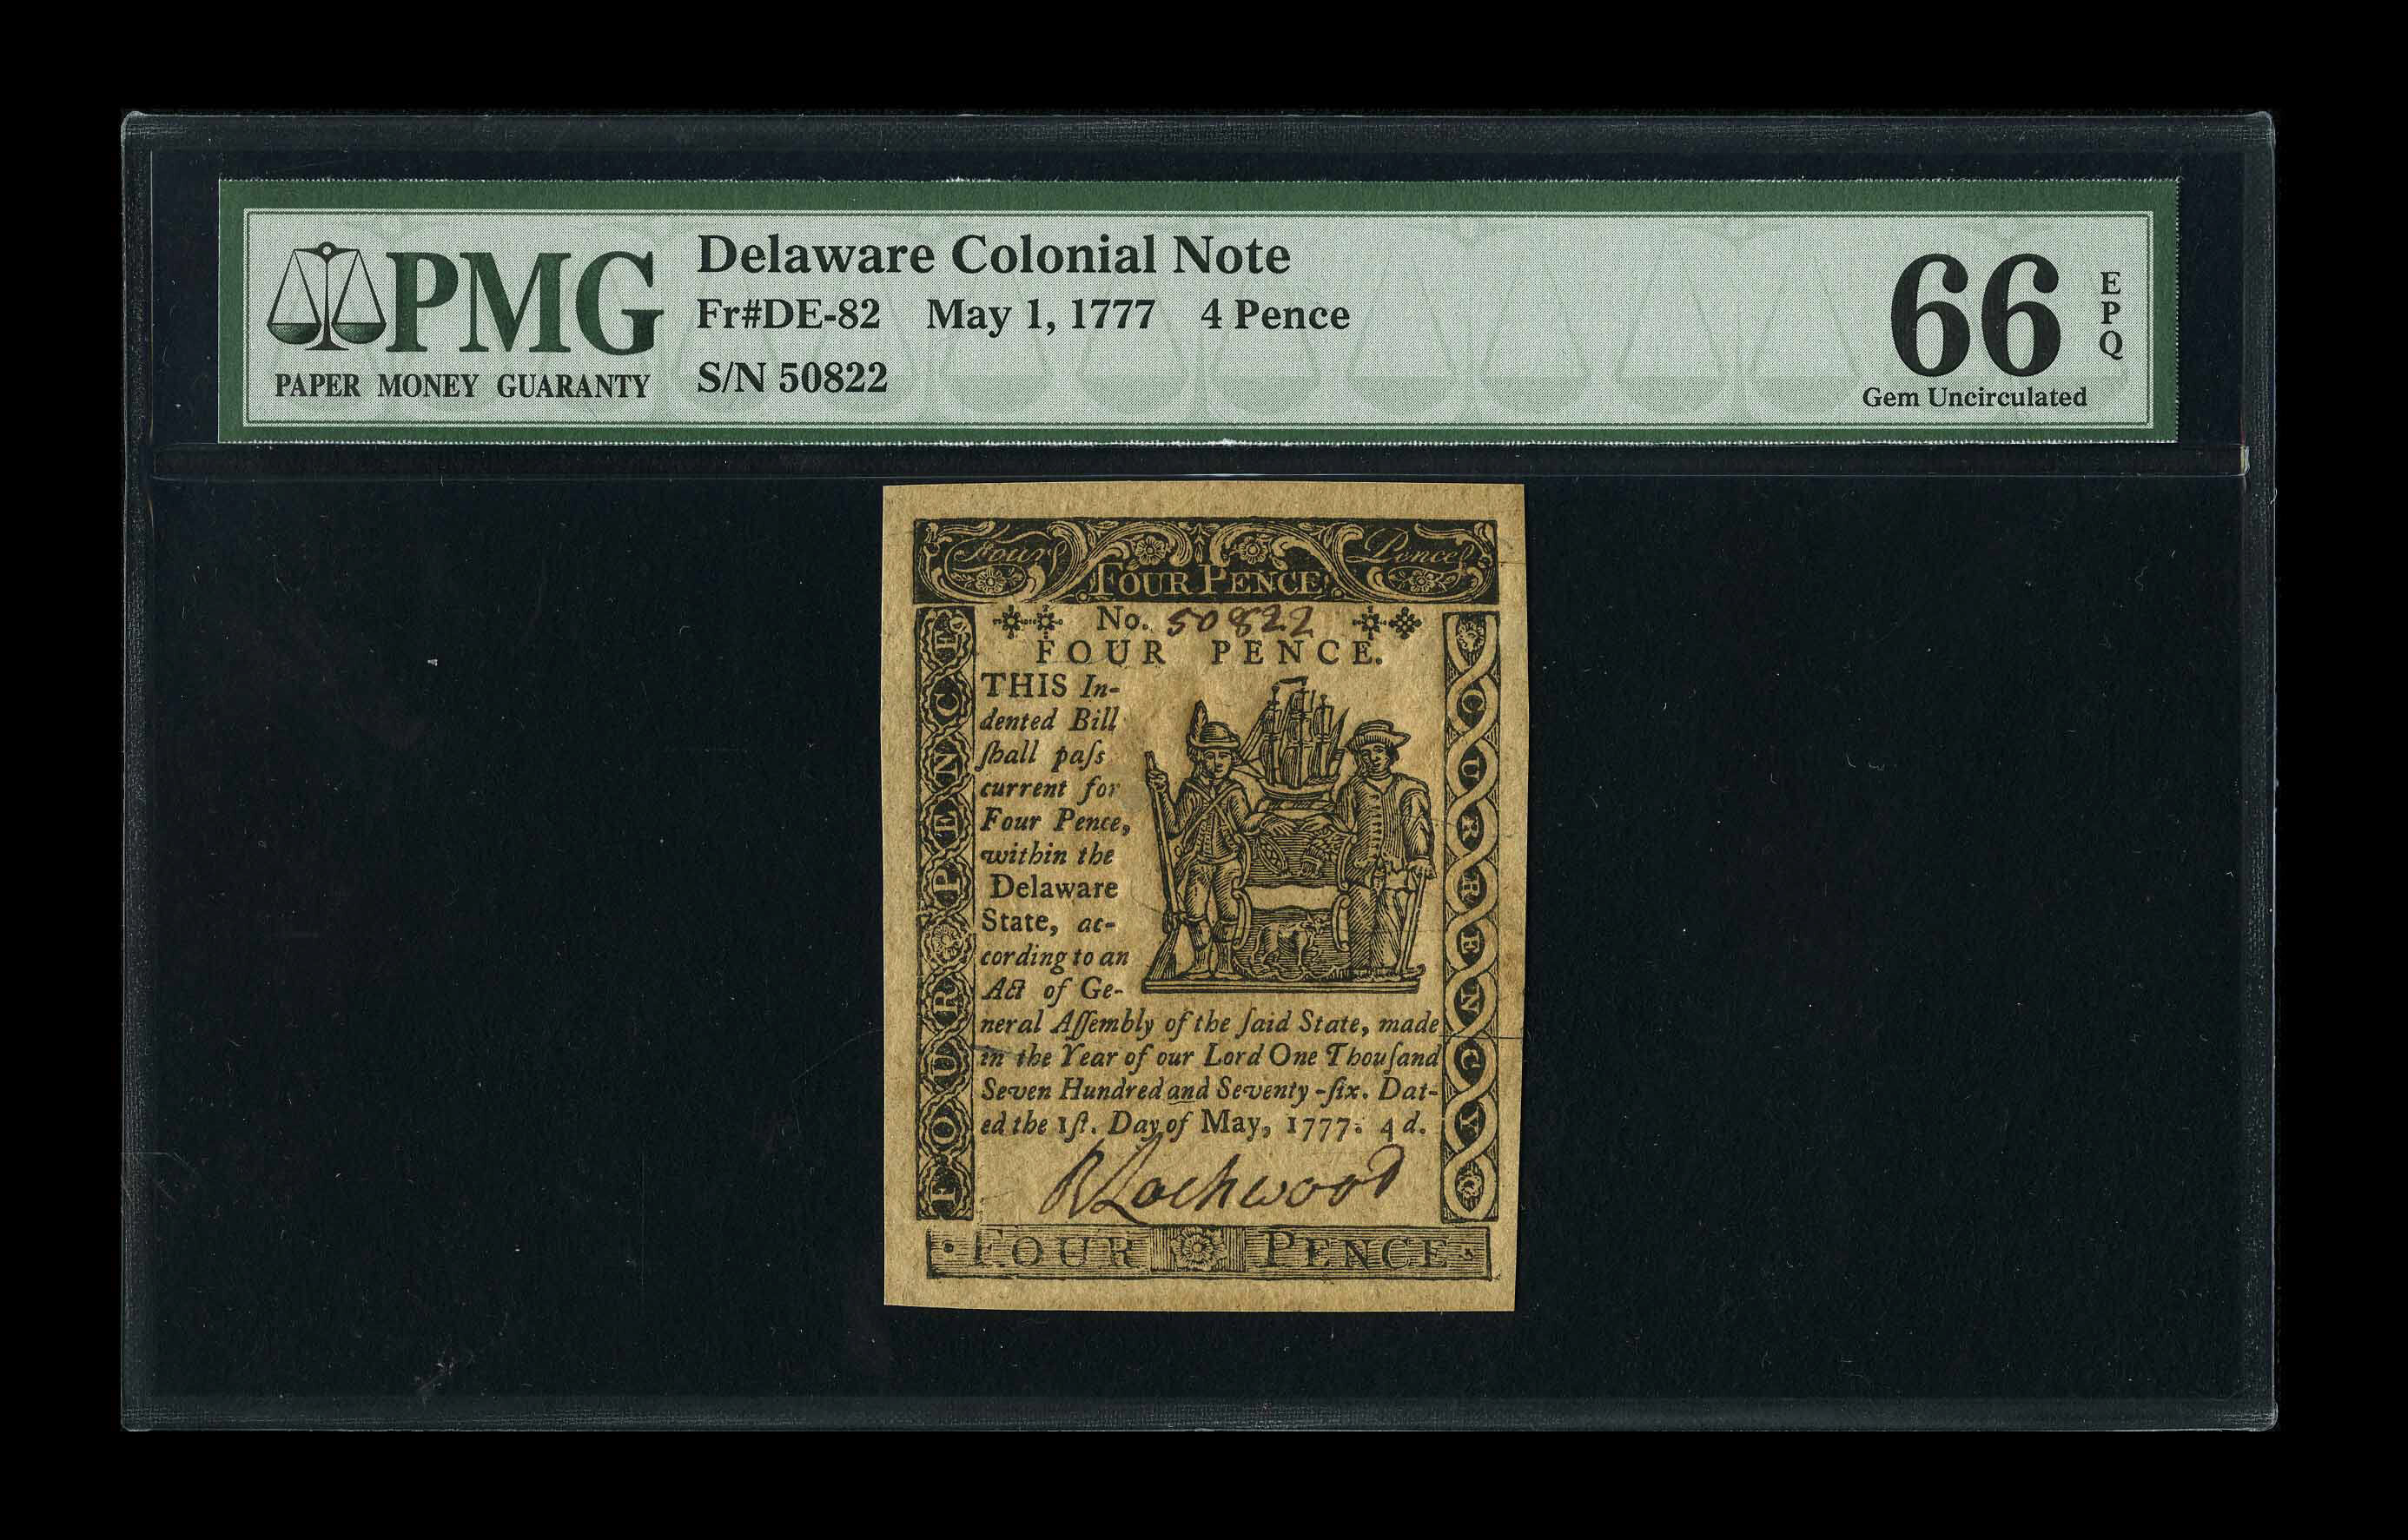 PMG
PAPER MONEY GUARANTY
Delaware Colonial Note
Fr#DE-82 May 1, 1777 4 Pence
S/N 50822
66
EPQ
Gem Uncirculated
Four Pence
FOUR PENCE
No. 50822
FOUR PENCE.
THIS In-
dented Bill
ſhall paſs
current for
Four Pence,
within the
Delaware
State, ac-
cording to an
Act of Ge-
neral Aſſembly of the ſaid State, made
in the Year of our Lord One Thouſand
Seven Hundred and Seventy-ſix. Dat-
ed the 1ſt. Day of May, 1777. 4 d.
R Lockwood
FOUR PENCE
CURRENCY
FOUR PENCE